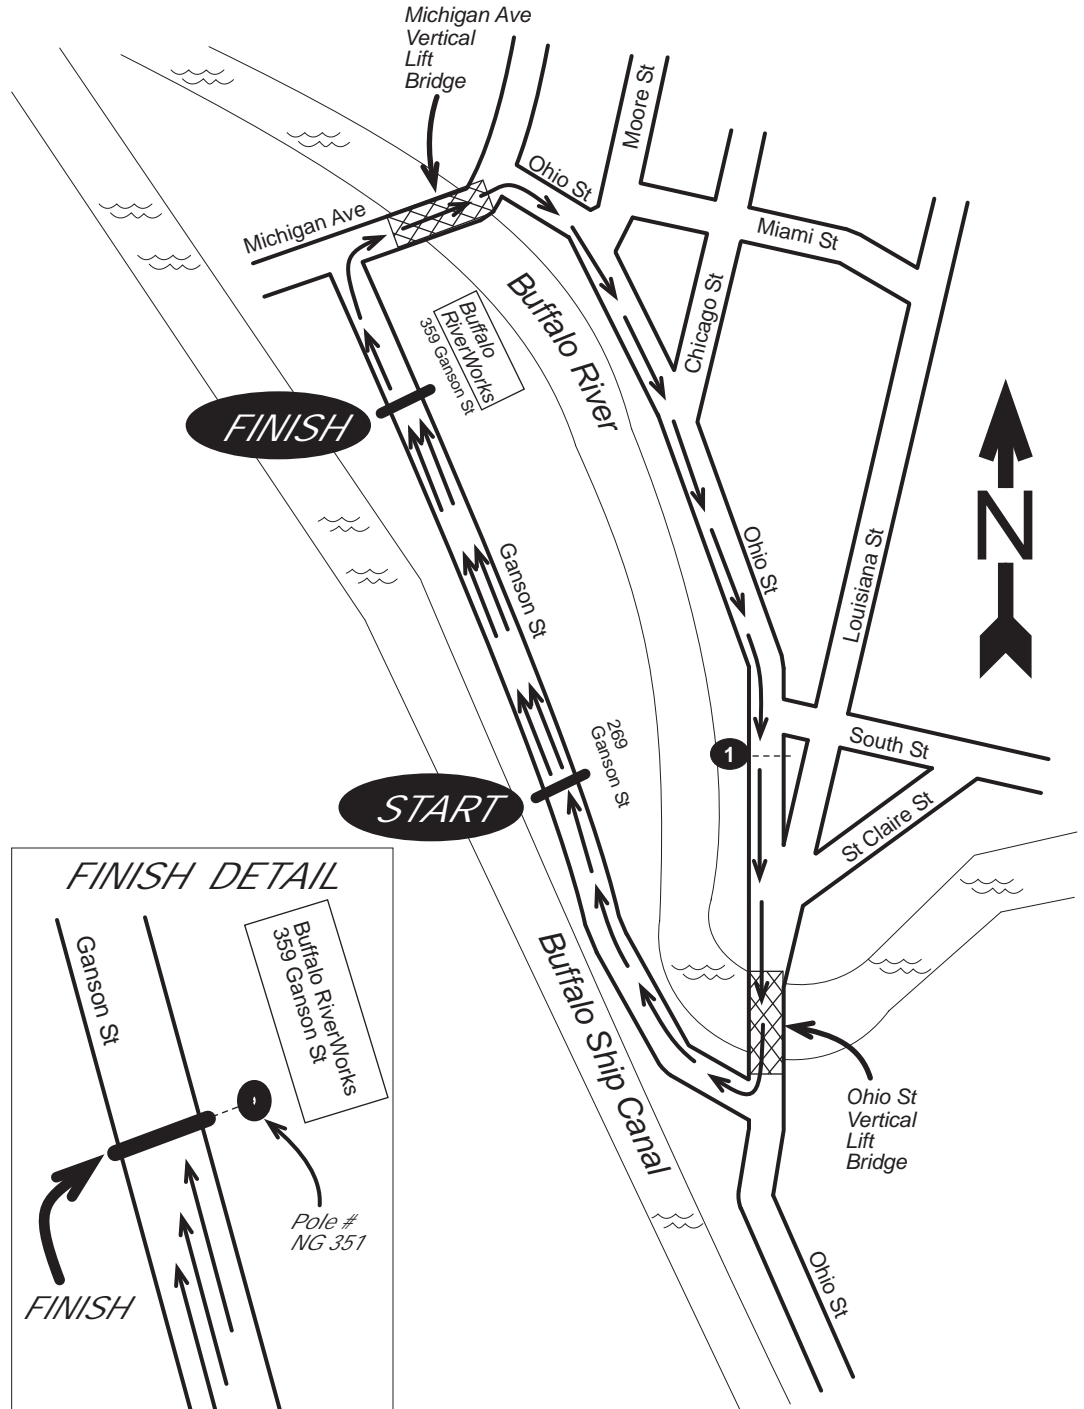 Michigan Ave
Vertical
Lift
Bridge
Moore St
Ohio St
Michigan Ave
Miami St
Chicago St
Buffalo River
Buffalo
RiverWorks
359 Ganson St
FINISH
N
Ohio St
Ganson St
Louisiana St
269
Ganson St
1
South St
START
St Claire St
Buffalo Ship Canal
Ohio St
Vertical
Lift
Bridge
Ohio St
FINISH DETAIL
Ganson St
Buffalo RiverWorks
359 Ganson St
Pole #
NG 351
FINISH